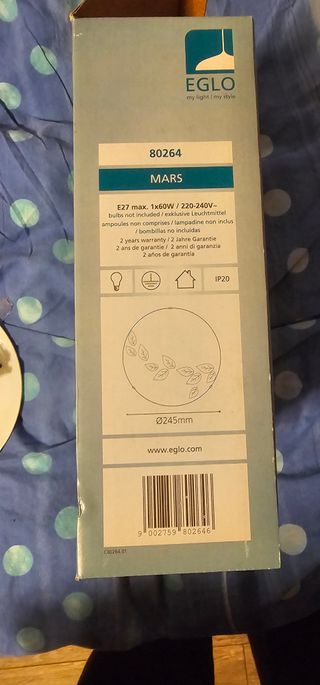 EGLO
my light | my style
80264
MARS
E27 max. 1x60W / 220-240V~
bulbs not included / exklusive Leuchtmittel
ampoules non comprises / lampadine non inclus
/ bombillas no incluidas
2 years warranty / 2 Jahre Garantie
2 ans de garantie / 2 anni di garanzia
2 años de garantía
IP20
Ø245mm
www.eglo.com
9 002759 802646
C80264.01